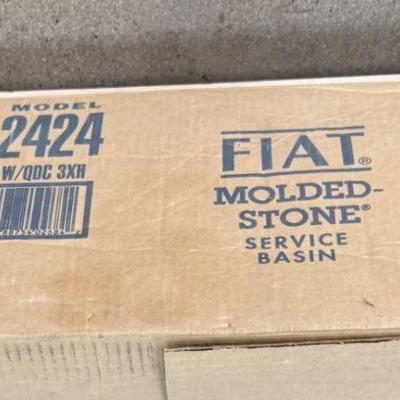 MODEL
2424
W/QDC 3XH
FIAT®
MOLDED-
STONE®
SERVICE
BASIN